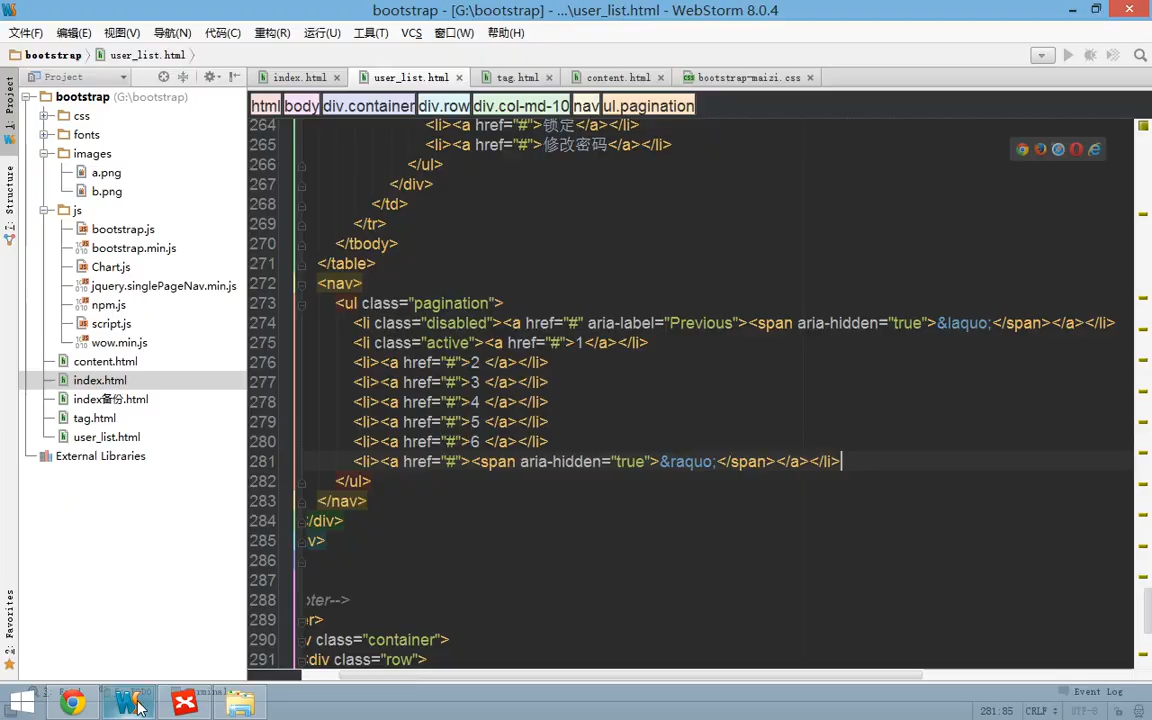 bootstrap - [G:\bootstrap] - ...\user_list.html - WebStorm 8.0.4
文件(F) 编辑(E) 视图(V) 导航(N) 代码(C) 重构(R) 运行(U) 工具(T) VCS 窗口(W) 帮助(H)
bootstrap user_list.html
Project index.html user_list.html tag.html content.html bootstrap-maizi.css
1: Project
7: Structure
2: Favorites
bootstrap (G:\bootstrap)
css
fonts
images
a.png
b.png
js
bootstrap.js
bootstrap.min.js
Chart.js
jquery.singlePageNav.min.js
npm.js
script.js
wow.min.js
content.html
index.html
index备份.html
tag.html
user_list.html
External Libraries
html body div.container div.row div.col-md-10 nav ul.pagination
264 <li><a href="#">锁定</a></li>
265 <li><a href="#">修改密码</a></li>
266 </ul>
267 </div>
268 </td>
269 </tr>
270 </tbody>
271 </table>
272 <nav>
273 <ul class="pagination">
274 <li class="disabled"><a href="#" aria-label="Previous"><span aria-hidden="true">&laquo;</span></a></li>
275 <li class="active"><a href="#">1</a></li>
276 <li><a href="#">2 </a></li>
277 <li><a href="#">3 </a></li>
278 <li><a href="#">4 </a></li>
279 <li><a href="#">5 </a></li>
280 <li><a href="#">6 </a></li>
281 <li><a href="#"><span aria-hidden="true">&raquo;</span></a></li>
282 </ul>
283 </nav>
284 /div>
285 v>
286
287
288 oter-->
289 er>
290 v class="container">
291 div class="row">
Event Log
281:85 CRLF UTF-8